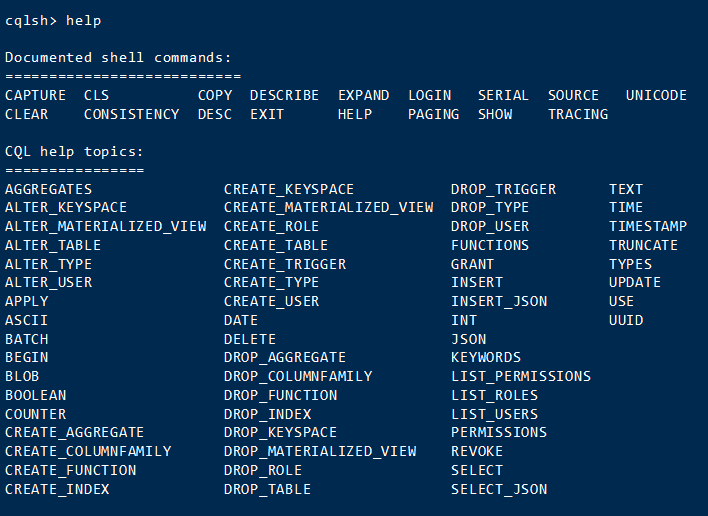 cqlsh> help
Documented shell commands:
===========================
CAPTURE CLS COPY DESCRIBE EXPAND LOGIN SERIAL SOURCE UNICODE
CLEAR CONSISTENCY DESC EXIT HELP PAGING SHOW TRACING
CQL help topics:
================
AGGREGATES CREATE_KEYSPACE DROP_TRIGGER TEXT
ALTER_KEYSPACE CREATE_MATERIALIZED_VIEW DROP_TYPE TIME
ALTER_MATERIALIZED_VIEW CREATE_ROLE DROP_USER TIMESTAMP
ALTER_TABLE CREATE_TABLE FUNCTIONS TRUNCATE
ALTER_TYPE CREATE_TRIGGER GRANT TYPES
ALTER_USER CREATE_TYPE INSERT UPDATE
APPLY CREATE_USER INSERT_JSON USE
ASCII DATE INT UUID
BATCH DELETE JSON
BEGIN DROP_AGGREGATE KEYWORDS
BLOB DROP_COLUMNFAMILY LIST_PERMISSIONS
BOOLEAN DROP_FUNCTION LIST_ROLES
COUNTER DROP_INDEX LIST_USERS
CREATE_AGGREGATE DROP_KEYSPACE PERMISSIONS
CREATE_COLUMNFAMILY DROP_MATERIALIZED_VIEW REVOKE
CREATE_FUNCTION DROP_ROLE SELECT
CREATE_INDEX DROP_TABLE SELECT_JSON